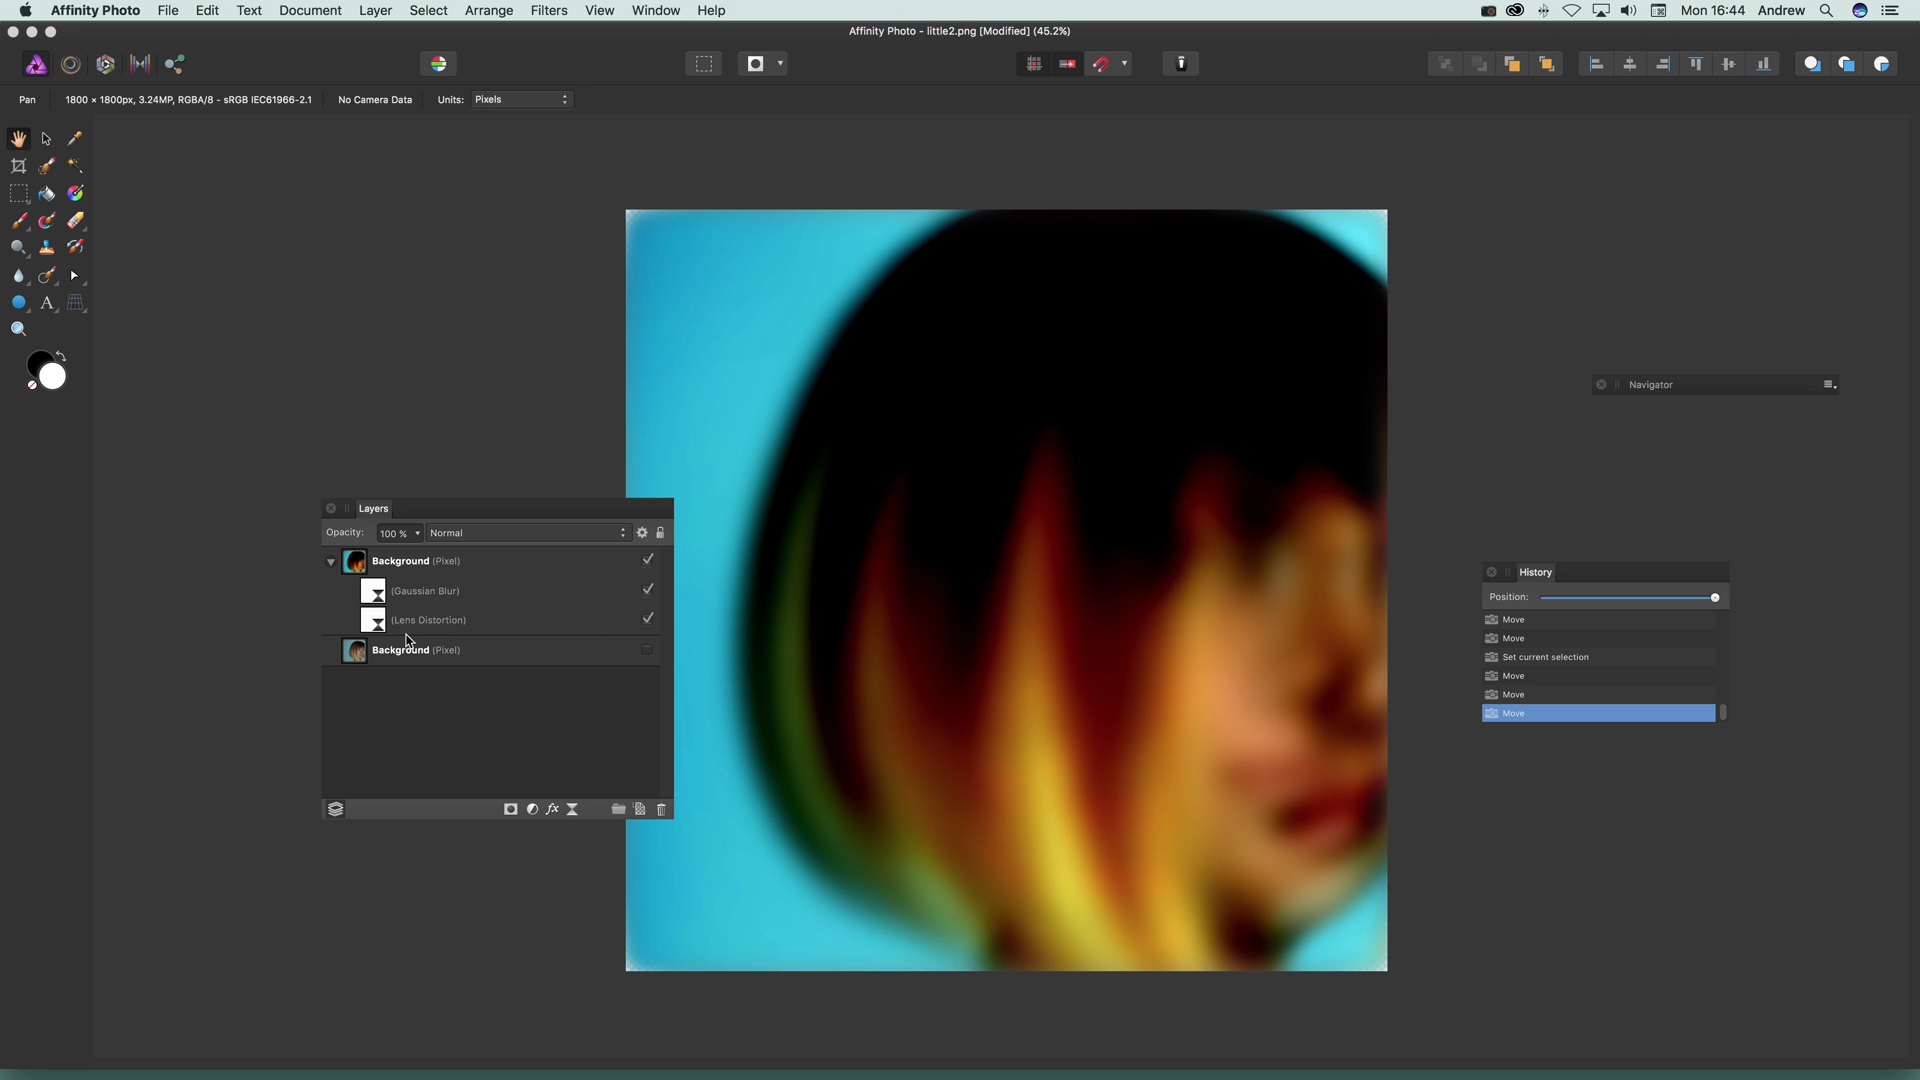 Affinity Photo File Edit Text Document Layer Select Arrange Filters View Window Help Mon 16:44 Andrew
Affinity Photo - little2.png [Modified] (45.2%)
Pan 1800 × 1800px, 3.24MP, RGBA/8 - sRGB IEC61966-2.1 No Camera Data Units: Pixels
Navigator
Layers
Opacity: 100 % Normal
Background (Pixel)
(Gaussian Blur)
(Lens Distortion)
Background (Pixel)
fx
History
Position:
Move
Move
Set current selection
Move
Move
Move